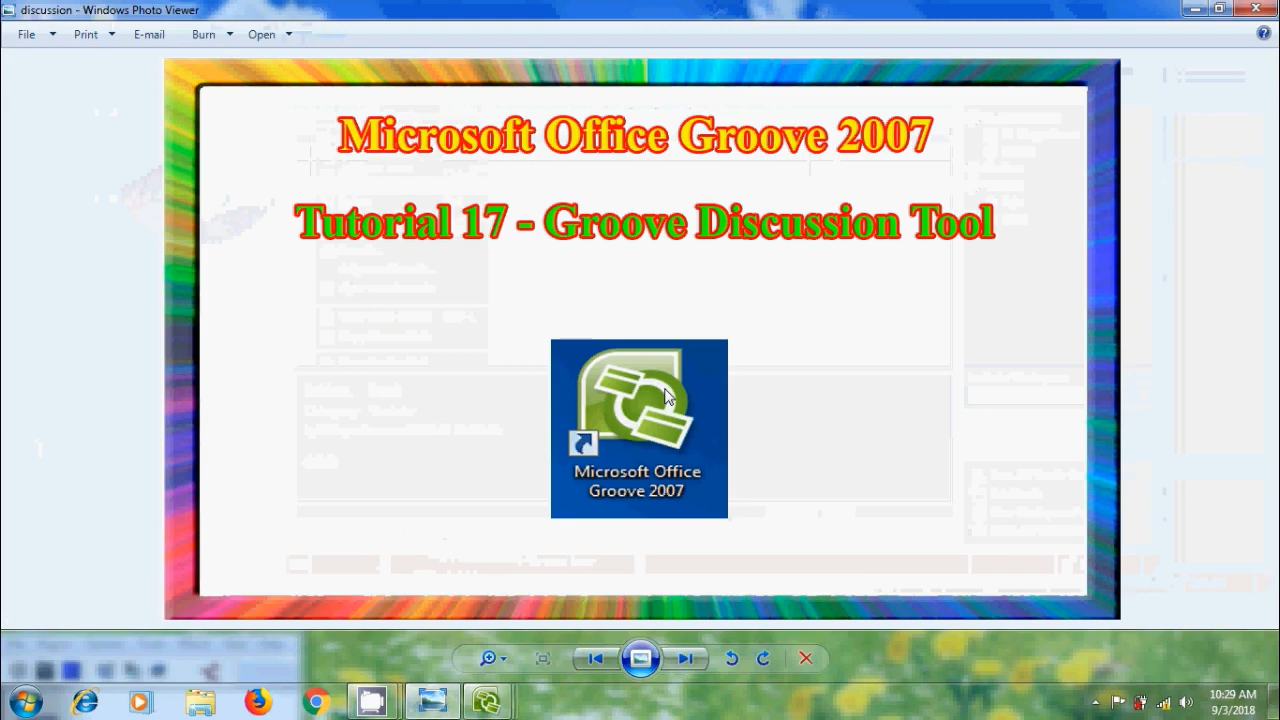 discussion - Windows Photo Viewer
File Print E-mail Burn Open
Microsoft Office Groove 2007
Tutorial 17 - Groove Discussion Tool
Microsoft Office
Groove 2007
10:29 AM
9/3/2018